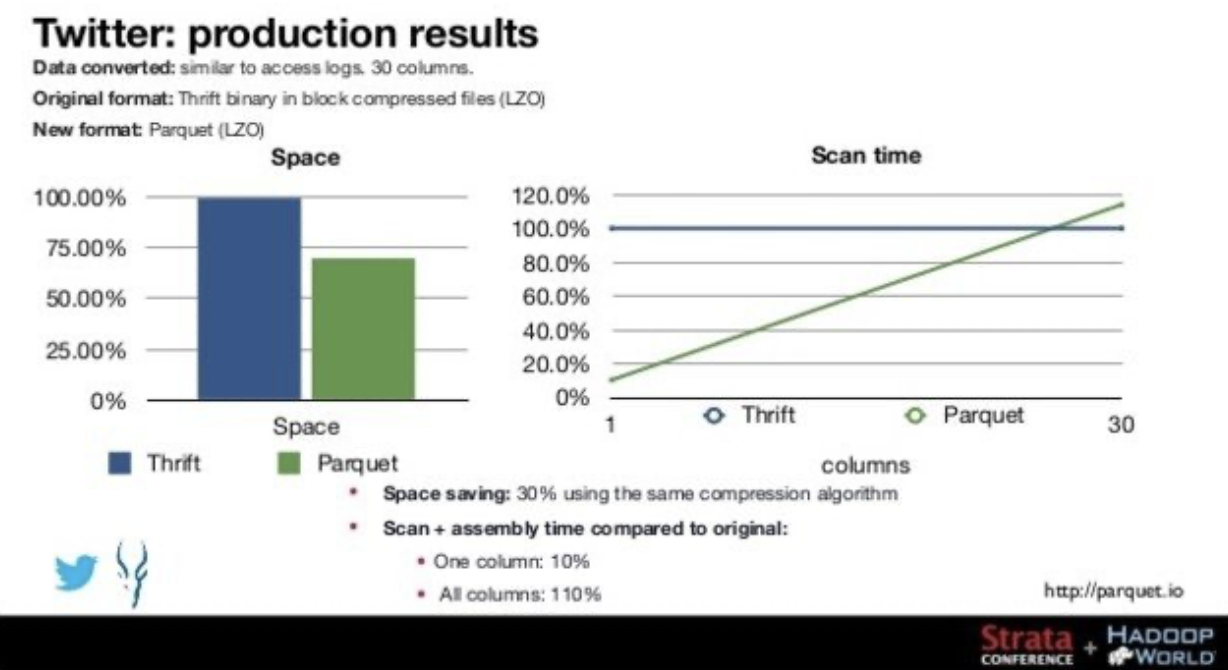 Twitter: production results
Data converted: similar to access logs. 30 columns.
Original format: Thrift binary in block compressed files (LZO)
New format: Parquet (LZO)
Space
100.00%
75.00%
50.00%
25.00%
0%
Space
Thrift Parquet
Scan time
120.0%
100.0%
80.0%
60.0%
40.0%
20.0%
0%
1 Thrift Parquet 30
columns
• Space saving: 30% using the same compression algorithm
• Scan + assembly time compared to original:
• One column: 10%
• All columns: 110%
http://parquet.io
Strata
CONFERENCE
+
HADOOP
WORLD